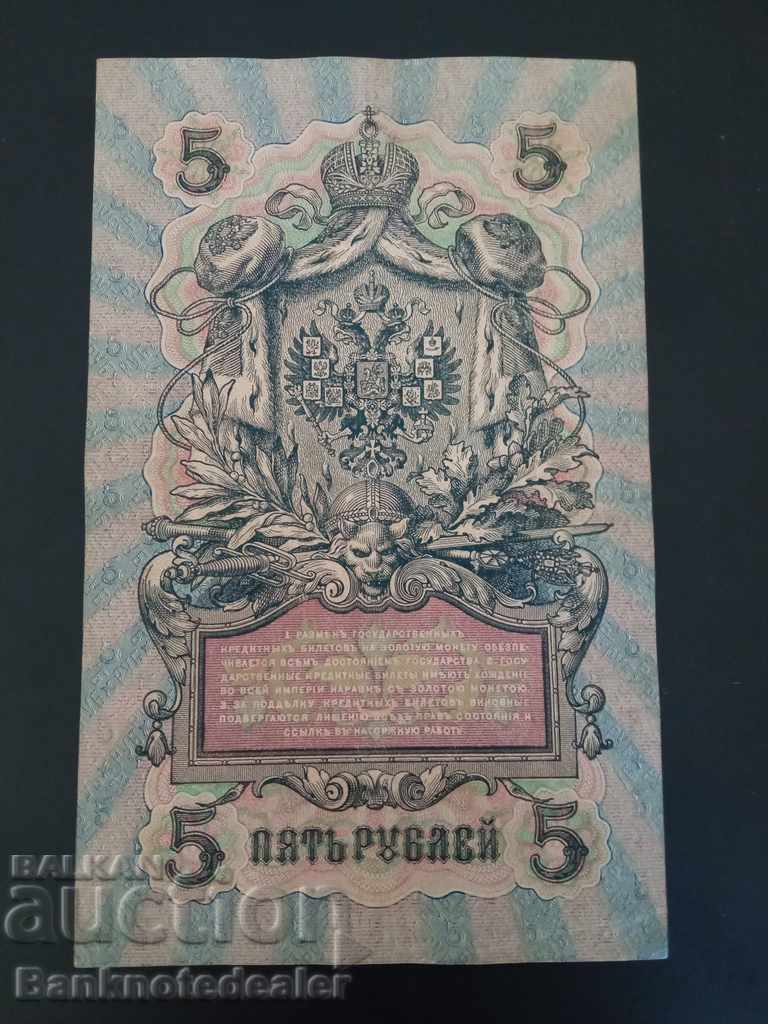 5 5
1. РАЗМѢНЪ ГОСУДАРСТВЕННЫХЪ
КРЕДИТНЫХЪ БИЛЕТОВЪ НА ЗОЛОТУЮ МОНЕТУ ОБЕЗПЕ-
ЧИВАЕТСЯ ВСѢМЪ ДОСТОЯНІЕМЪ ГОСУДАРСТВА. 2. ГОСУ-
ДАРСТВЕННЫЕ КРЕДИТНЫЕ БИЛЕТЫ ИМѢЮТЪ ХОЖДЕНІЕ
ВО ВСЕЙ ИМПЕРІИ НАРАВНѢ СЪ ЗОЛОТОЮ МОНЕТОЮ.
3. ЗА ПОДДѢЛКУ КРЕДИТНЫХЪ БИЛЕТОВЪ ВИНОВНЫЕ
ПОДВЕРГАЮТСЯ ЛИШЕНІЮ ВСѢХЪ ПРАВЪ СОСТОЯНІЯ И
ССЫЛКѢ ВЪ КАТОРЖНУЮ РАБОТУ.
5 ПЯТЬ РУБЛЕЙ 5
BALKAN
auction
Banknotedealer